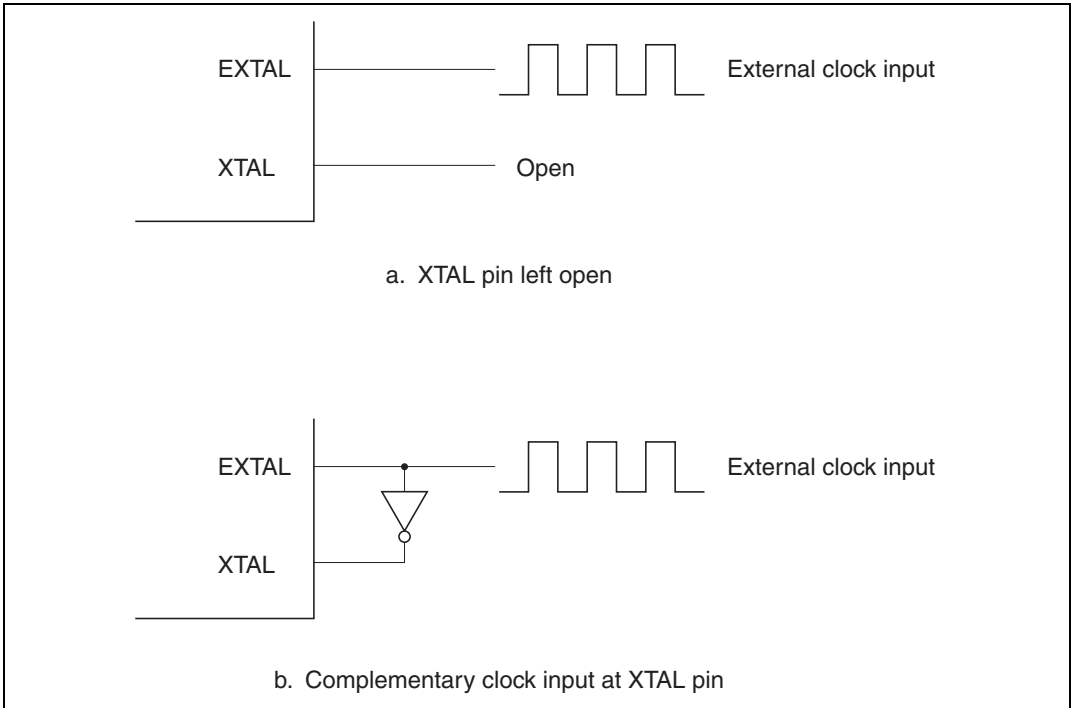 EXTAL External clock input
XTAL Open
a. XTAL pin left open
EXTAL External clock input
XTAL
b. Complementary clock input at XTAL pin